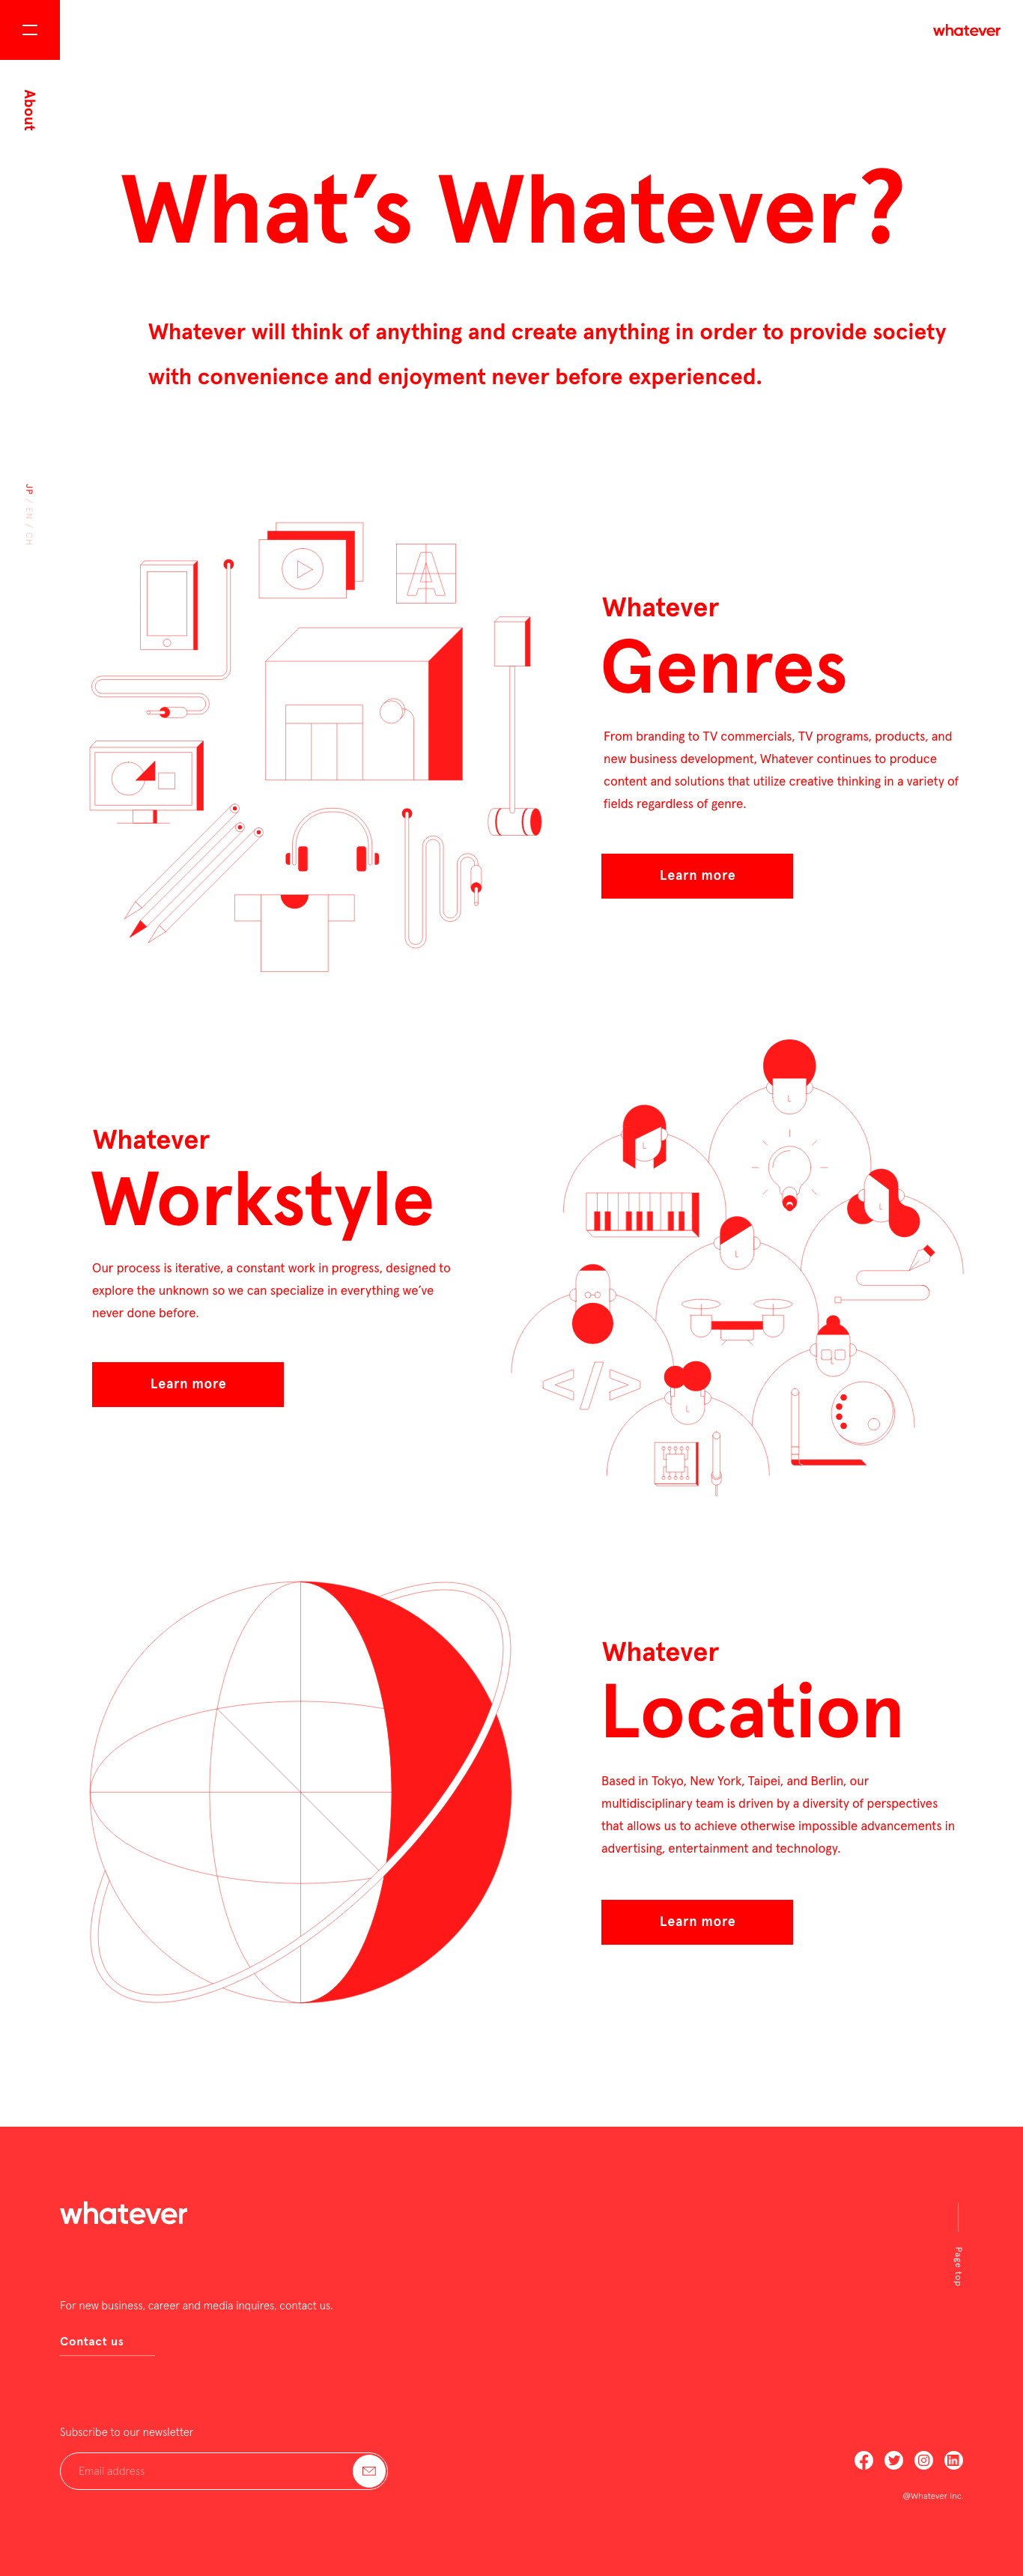 whatever
About
What’s Whatever?
Whatever will think of anything and create anything in order to provide society
with convenience and enjoyment never before experienced.
JP / EN / CH
A
Whatever
Genres
From branding to TV commercials, TV programs, products, and
new business development, Whatever continues to produce
content and solutions that utilize creative thinking in a variety of
fields regardless of genre.
Learn more
Whatever
Workstyle
Our process is iterative, a constant work in progress, designed to
explore the unknown so we can specialize in everything we’ve
never done before.
Learn more
</>
Whatever
Location
Based in Tokyo, New York, Taipei, and Berlin, our
multidisciplinary team is driven by a diversity of perspectives
that allows us to achieve otherwise impossible advancements in
advertising, entertainment and technology.
Learn more
whatever
Page top
For new business, career and media inquires, contact us.
Contact us
Subscribe to our newsletter
Email address
@Whatever Inc.